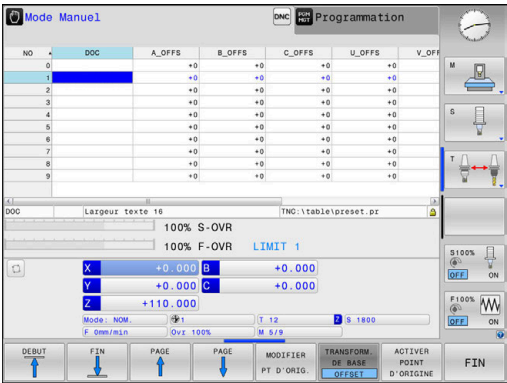 Mode Manuel
DNC
PGM MGT
Programmation
NO DOC A_OFFS B_OFFS C_OFFS U_OFFS V_OFF
0 +0 +0 +0 +0
1 +0 +0 +0 +0
2 +0 +0 +0 +0
3 +0 +0 +0 +0
4 +0 +0 +0 +0
5 +0 +0 +0 +0
6 +0 +0 +0 +0
7 +0 +0 +0 +0
8 +0 +0 +0 +0
9 +0 +0 +0 +0
DOC Largeur texte 16 TNC:\table\preset.pr
100% S-OVR
100% F-OVR LIMIT 1
X +0.000 B +0.000
Y +0.000 C +0.000
Z +110.000
Mode: NOM. 1 T 12 Z S 1800
F 0mm/min Ovr 100% M 5/9
M
S
T
S100%
OFF ON
F100%
OFF ON
DEBUT
FIN
PAGE
PAGE
MODIFIER
PT D'ORIG.
TRANSFORM.
DE BASE
OFFSET
ACTIVER
POINT
D'ORIGINE
FIN